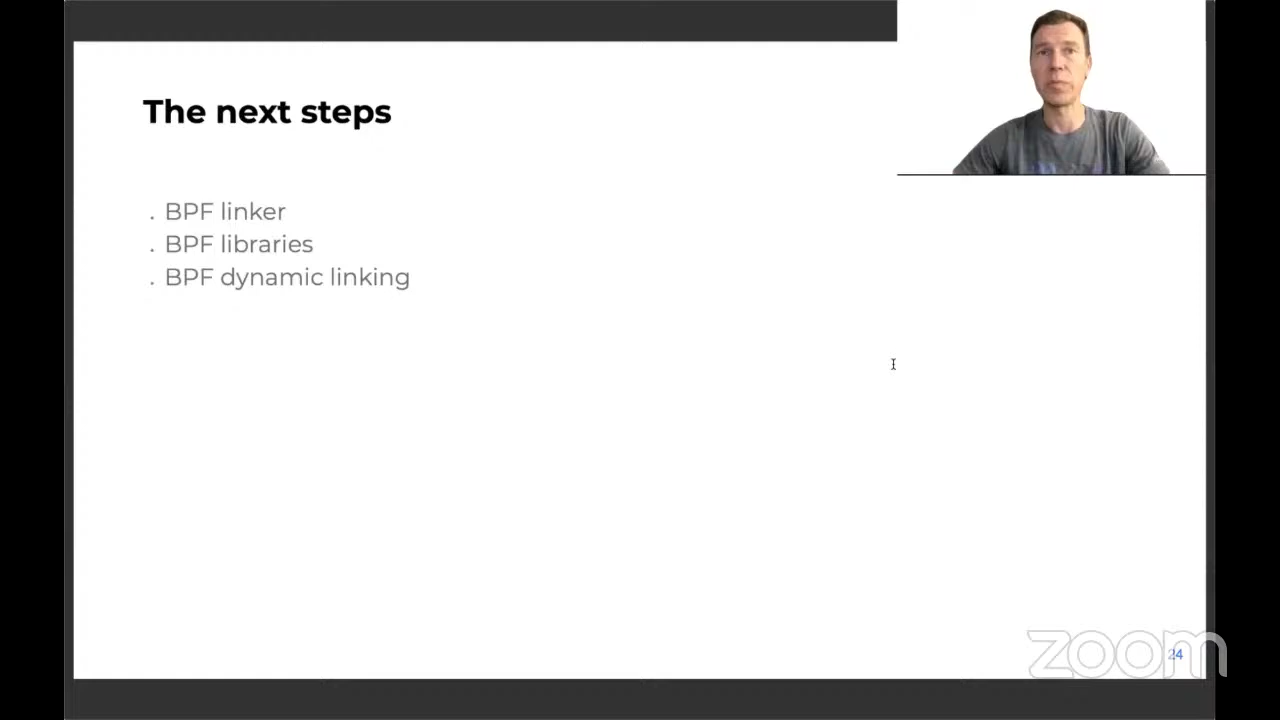 The next steps
. BPF linker
. BPF libraries
. BPF dynamic linking
zoom
24